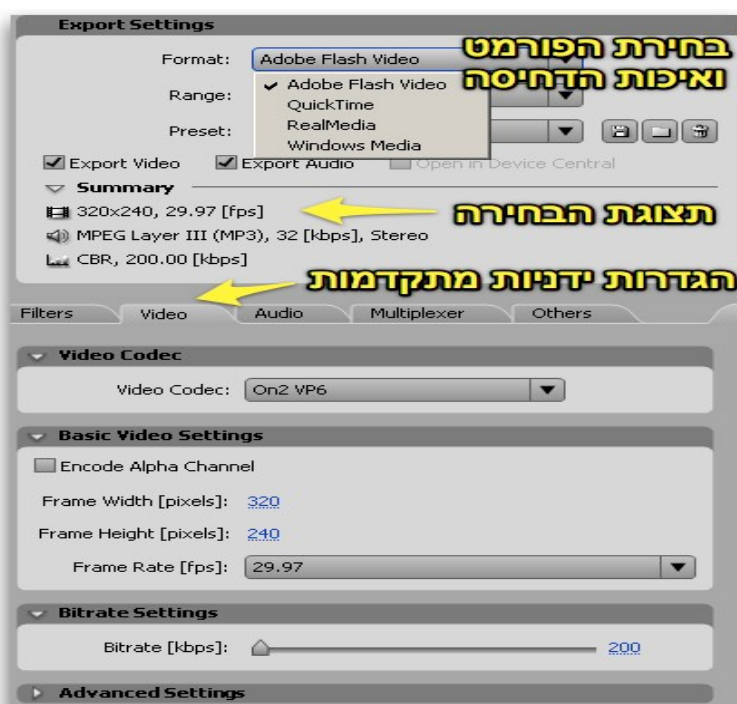 Export Settings
Format: Adobe Flash Video
בחירת הפורמט
ואיכות הדחיסה
Adobe Flash Video
Range:
QuickTime
RealMedia
Preset:
Windows Media
Export Video Export Audio Open in Device Central
Summary
320x240, 29.97 [fps]
תצוגת הבחירה
MPEG Layer III (MP3), 32 [kbps], Stereo
CBR, 200.00 [kbps]
הגדרות ידניות מתקדמות
Filters Video Audio Multiplexer Others
Video Codec
Video Codec: On2 VP6
Basic Video Settings
Encode Alpha Channel
Frame Width [pixels]: 320
Frame Height [pixels]: 240
Frame Rate [fps]: 29.97
Bitrate Settings
Bitrate [kbps]: 200
Advanced Settings